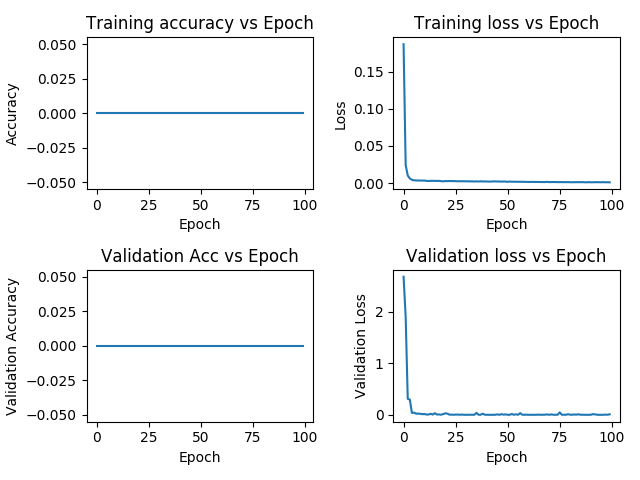 Training accuracy vs Epoch
Accuracy
0.050
0.025
0.000
−0.025
−0.050
0 25 50 75 100
Epoch
Training loss vs Epoch
Loss
0.15
0.10
0.05
0.00
0 25 50 75 100
Epoch
Validation Acc vs Epoch
Validation Accuracy
0.050
0.025
0.000
−0.025
−0.050
0 25 50 75 100
Epoch
Validation loss vs Epoch
Validation Loss
2
1
0
0 25 50 75 100
Epoch